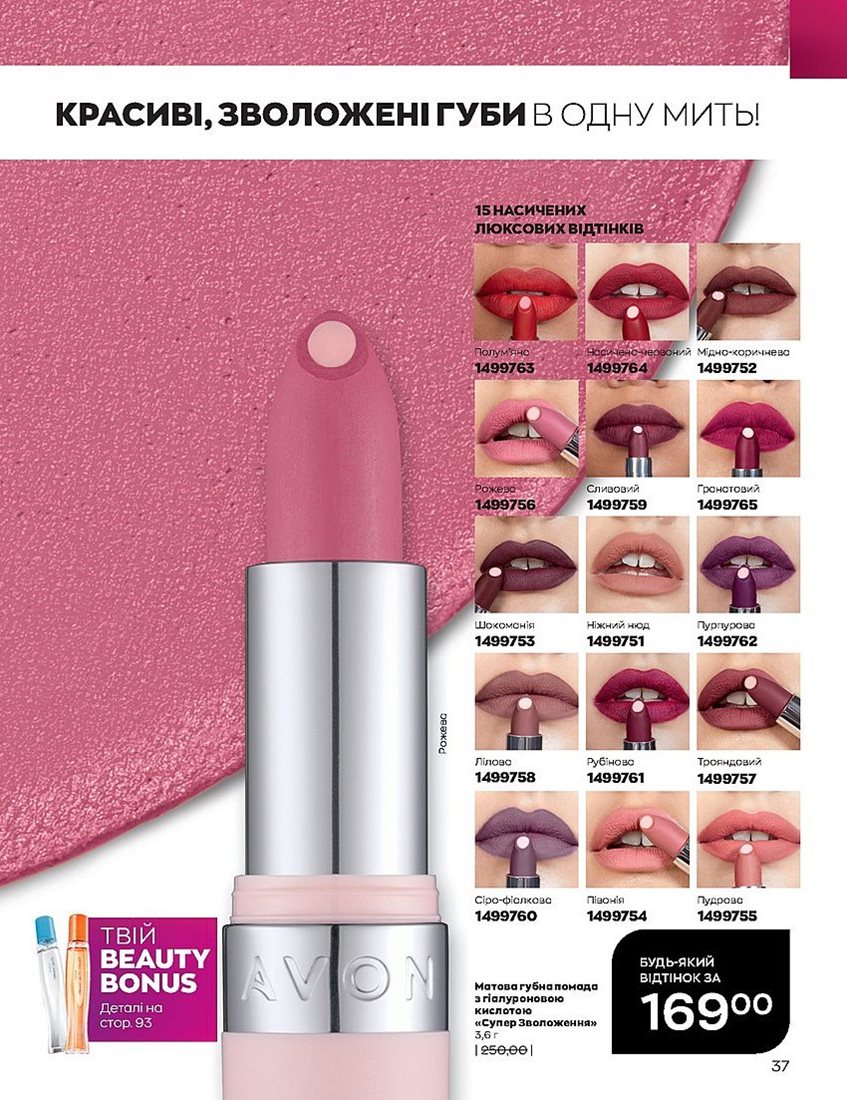 КРАСИВІ, ЗВОЛОЖЕНІ ГУБИ В ОДНУ МИТЬ!
15 НАСИЧЕНИХ
ЛЮКСОВИХ ВІДТІНКІВ
Полум'яна
1499763
Насичено-червоний
1499764
Мідно-коричнева
1499752
Рожева
1499756
Сливовий
1499759
Гранатовий
1499765
Шокоманія
1499753
Ніжний нюд
1499751
Пурпурова
1499762
Лілова
1499758
Рубінова
1499761
Трояндовий
1499757
Сіро-фіалкова
1499760
Півонія
1499754
Пудрова
1499755
Рожева
AVON
ТВІЙ
BEAUTY
BONUS
Деталі на
стор. 93
Матова губна помада
з гіалуроновою
кислотою
«Супер Зволоження»
3,6 г
| 250,00 |
БУДЬ-ЯКИЙ
ВІДТІНОК ЗА
169⁰⁰
37